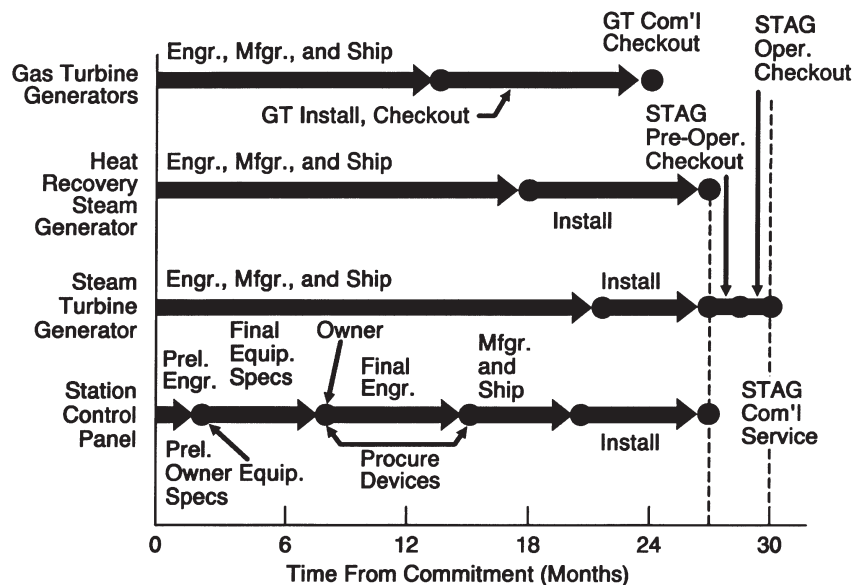 Gas Turbine
Generators
Engr., Mfgr., and Ship
GT Install, Checkout
GT Com'l
Checkout
STAG
Oper.
Checkout
Heat
Recovery
Steam
Generator
Engr., Mfgr., and Ship
Install
STAG
Pre-Oper.
Checkout
Steam
Turbine
Generator
Engr., Mfgr., and Ship
Install
Station
Control
Panel
Prel.
Engr.
Final
Equip.
Specs
Owner
Final
Engr.
Mfgr.
and
Ship
STAG
Com'l
Service
Prel.
Owner Equip.
Specs
Procure
Devices
Install
0 6 12 18 24 30
Time From Commitment (Months)